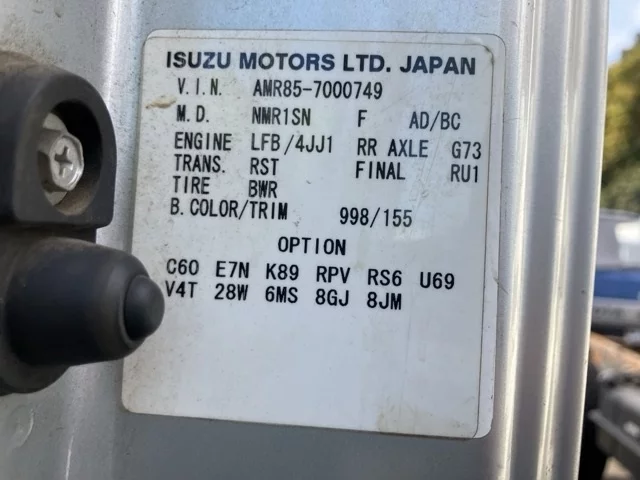 ISUZU MOTORS LTD. JAPAN
V.I.N. AMR85-7000749
M.D. NMR1SN F AD/BC
ENGINE LFB/4JJ1 RR AXLE G73
TRANS. RST FINAL RU1
TIRE BWR
B.COLOR/TRIM 998/155
OPTION
C60 E7N K89 RPV RS6 U69
V4T 28W 6MS 8GJ 8JM